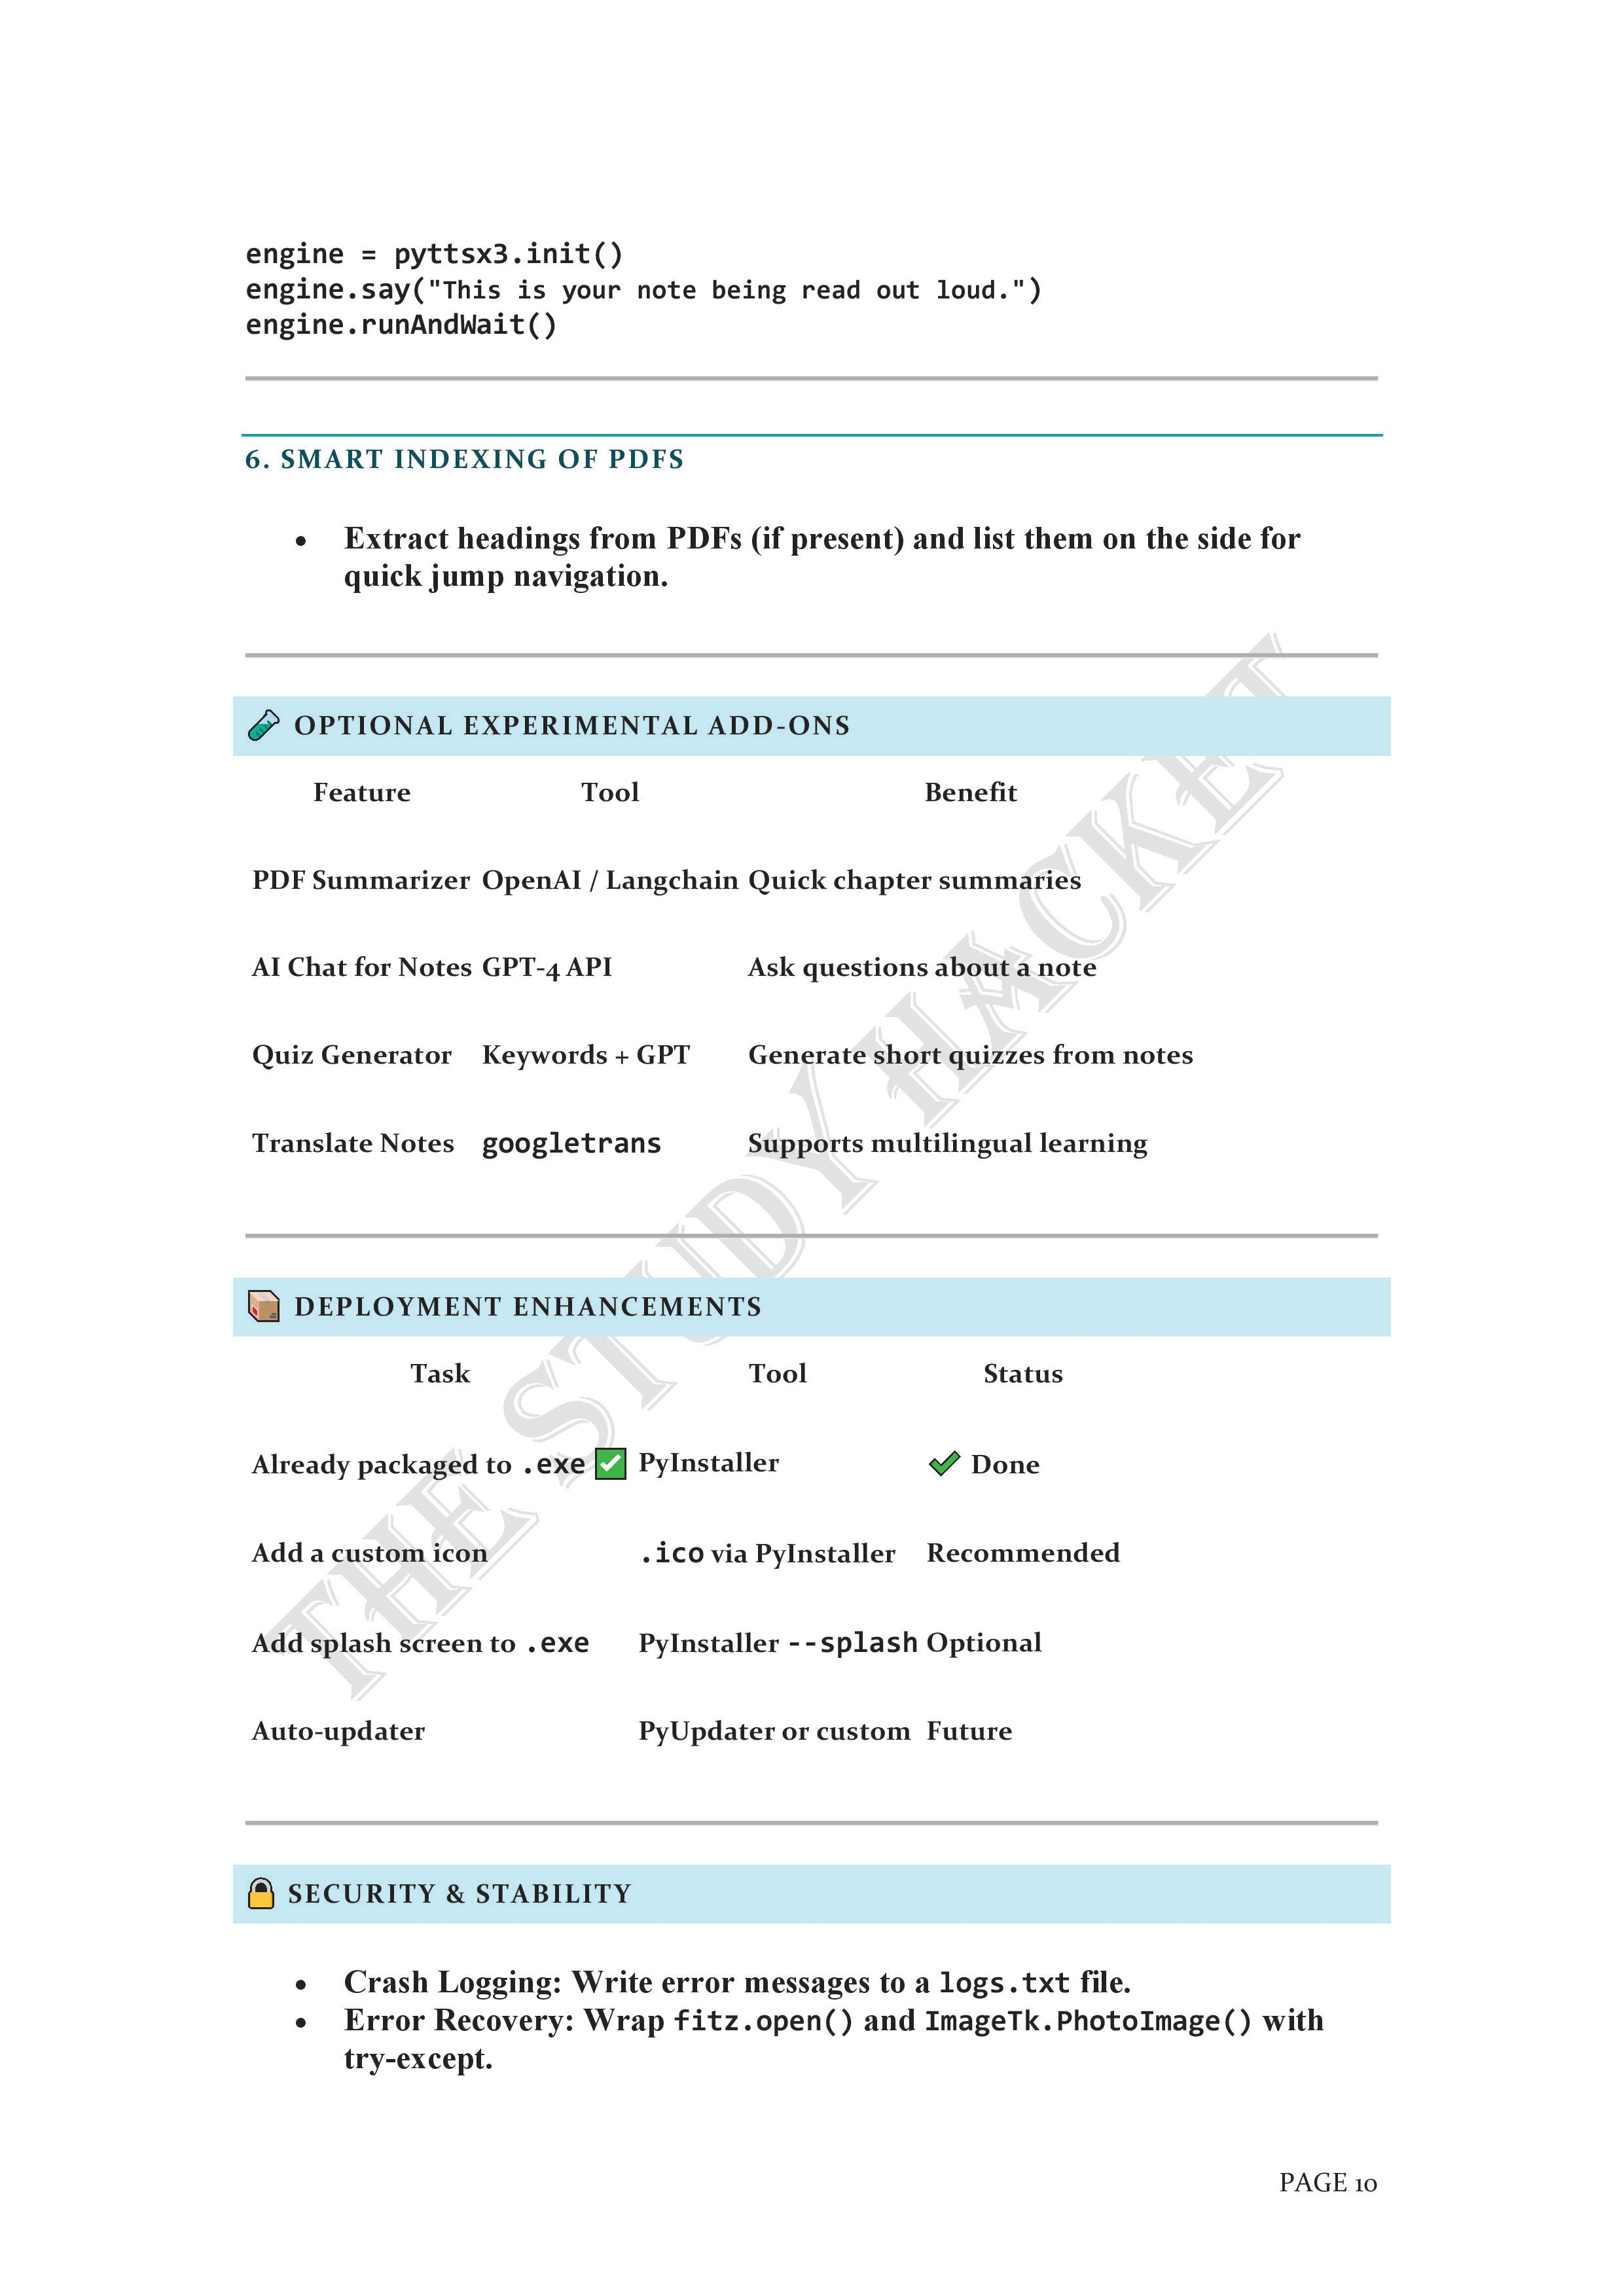 engine = pyttsx3.init()
engine.say("This is your note being read out loud.")
engine.runAndWait()
6. SMART INDEXING OF PDFS
• Extract headings from PDFs (if present) and list them on the side for
quick jump navigation.
OPTIONAL EXPERIMENTAL ADD-ONS
Feature Tool Benefit
PDF Summarizer OpenAI / Langchain Quick chapter summaries
AI Chat for Notes GPT-4 API Ask questions about a note
Quiz Generator Keywords + GPT Generate short quizzes from notes
Translate Notes googletrans Supports multilingual learning
DEPLOYMENT ENHANCEMENTS
Task Tool Status
Already packaged to .exe ✅ PyInstaller ✔ Done
Add a custom icon .ico via PyInstaller Recommended
Add splash screen to .exe PyInstaller --splash Optional
Auto-updater PyUpdater or custom Future
SECURITY & STABILITY
• Crash Logging: Write error messages to a logs.txt file.
• Error Recovery: Wrap fitz.open() and ImageTk.PhotoImage() with
try-except.
PAGE 10
THE STUDY HACKET